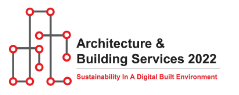 Architecture &
Building Services 2022
Sustainability In A Digital Built Environment